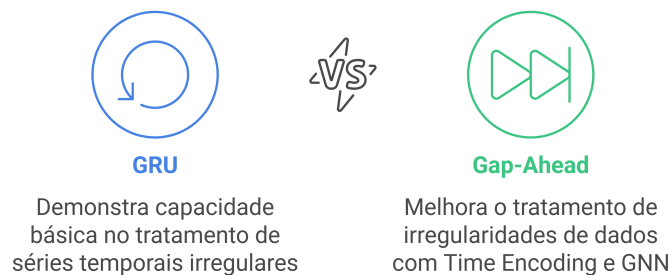 VS
GRU
Demonstra capacidade
básica no tratamento de
séries temporais irregulares
Gap-Ahead
Melhora o tratamento de
irregularidades de dados
com Time Encoding e GNN